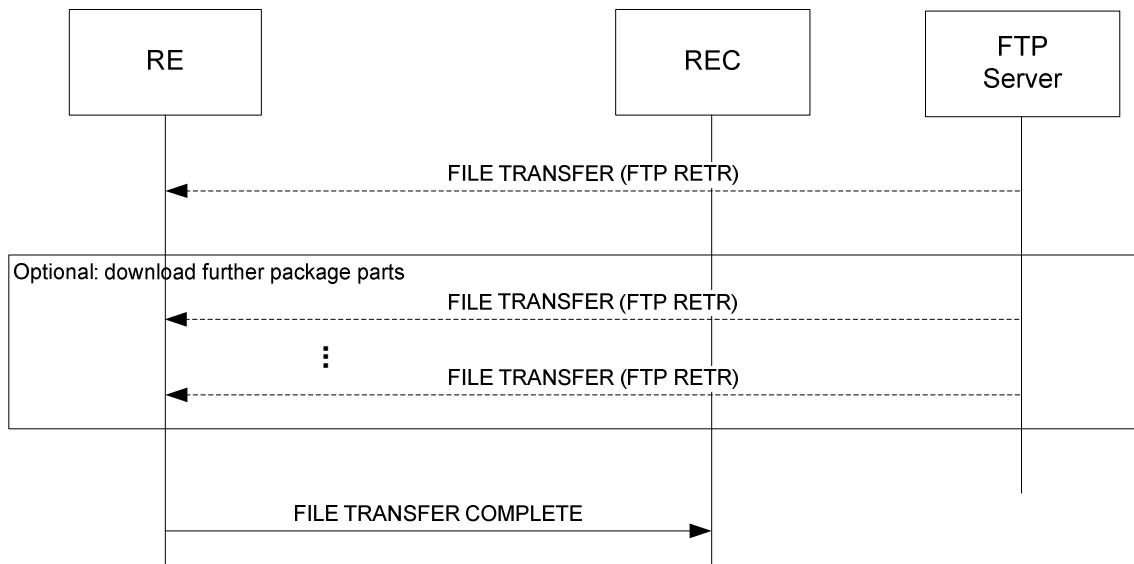 RE
REC
FTP
Server
FILE TRANSFER (FTP RETR)
Optional: download further package parts
FILE TRANSFER (FTP RETR)
FILE TRANSFER (FTP RETR)
FILE TRANSFER COMPLETE